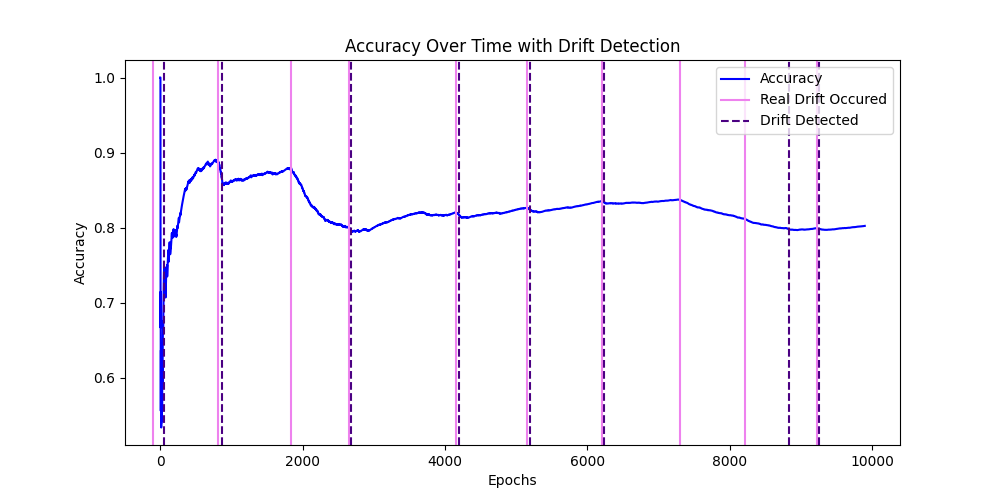 Accuracy Over Time with Drift Detection
1.0
0.9
0.8
0.7
0.6
Accuracy
Accuracy
Real Drift Occured
Drift Detected
0
2000
4000
6000
8000
10000
Epochs